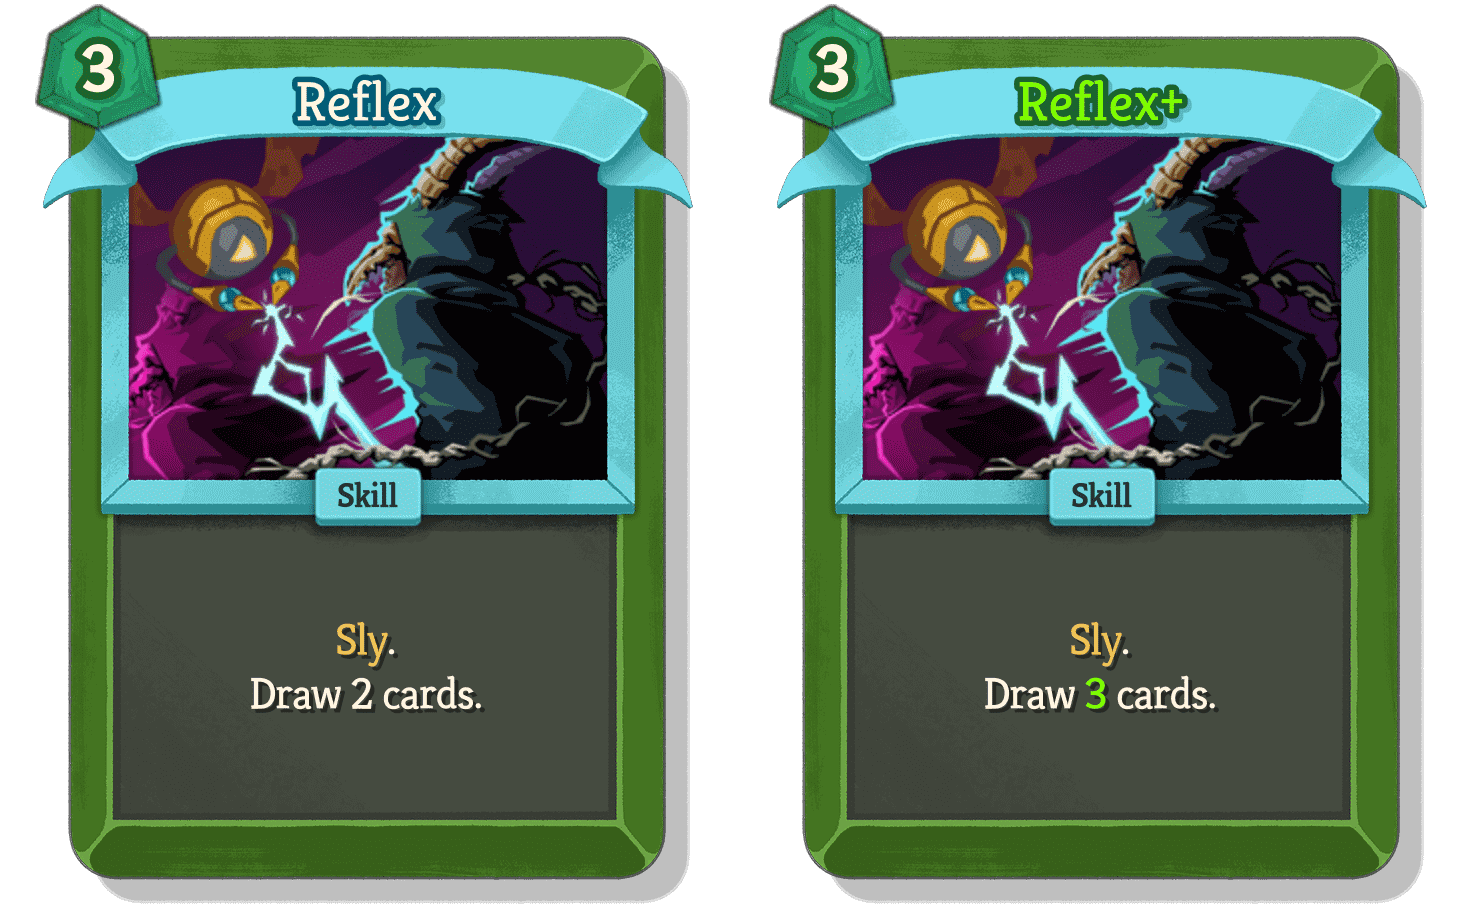 3
Reflex
Skill
Sly.
Draw 2 cards.
3
Reflex+
Skill
Sly.
Draw 3 cards.